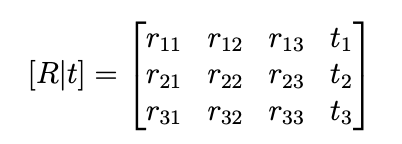 [R|t] = [r₁₁ r₁₂ r₁₃ t₁
r₂₁ r₂₂ r₂₃ t₂
r₃₁ r₃₂ r₃₃ t₃]